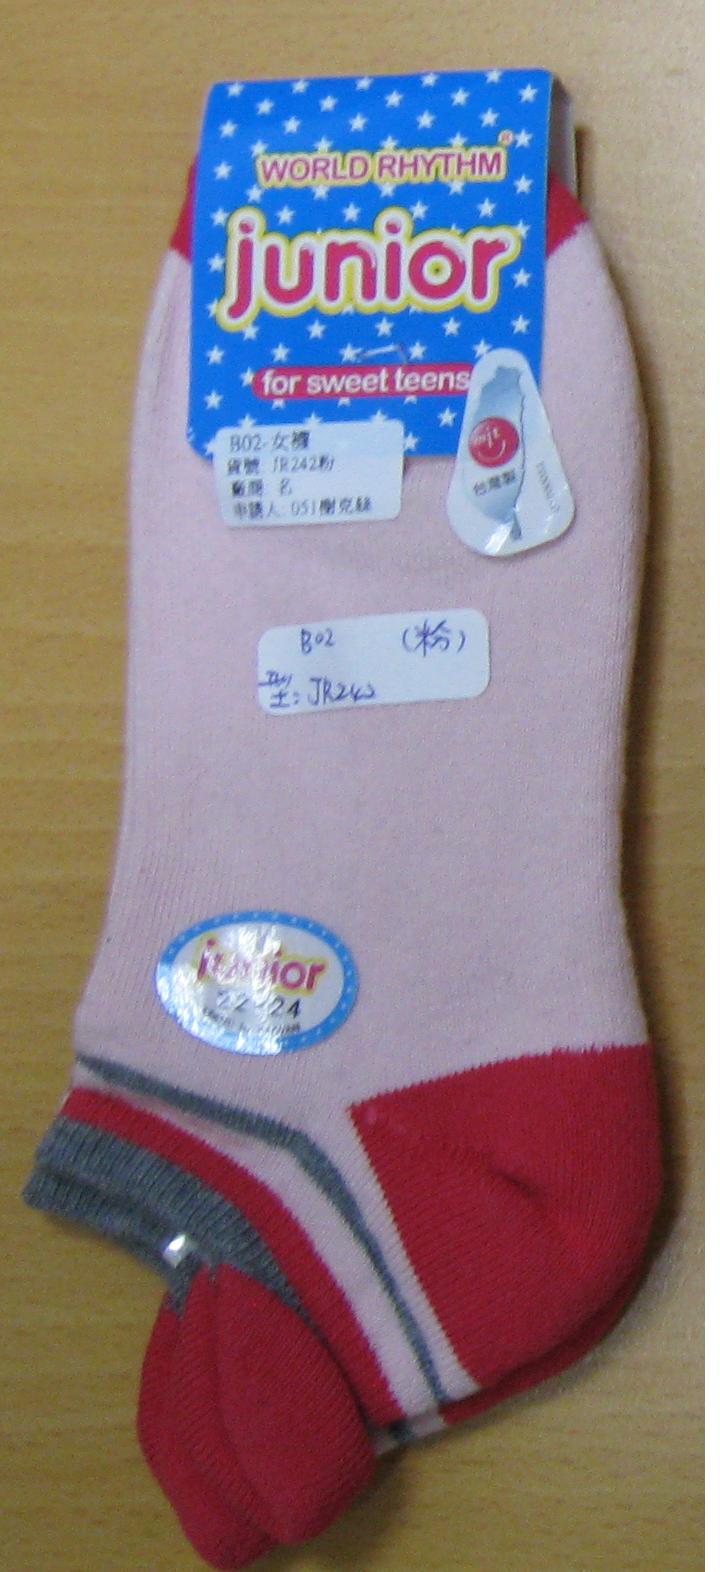 WORLD RHYTHM®
junior
for sweet teens
B02-女襪
貨號: JR242粉
廠商: 名
申請人: 051謝克絲
mit
台灣製
B02 (粉)
型: JR242
junior
22-24